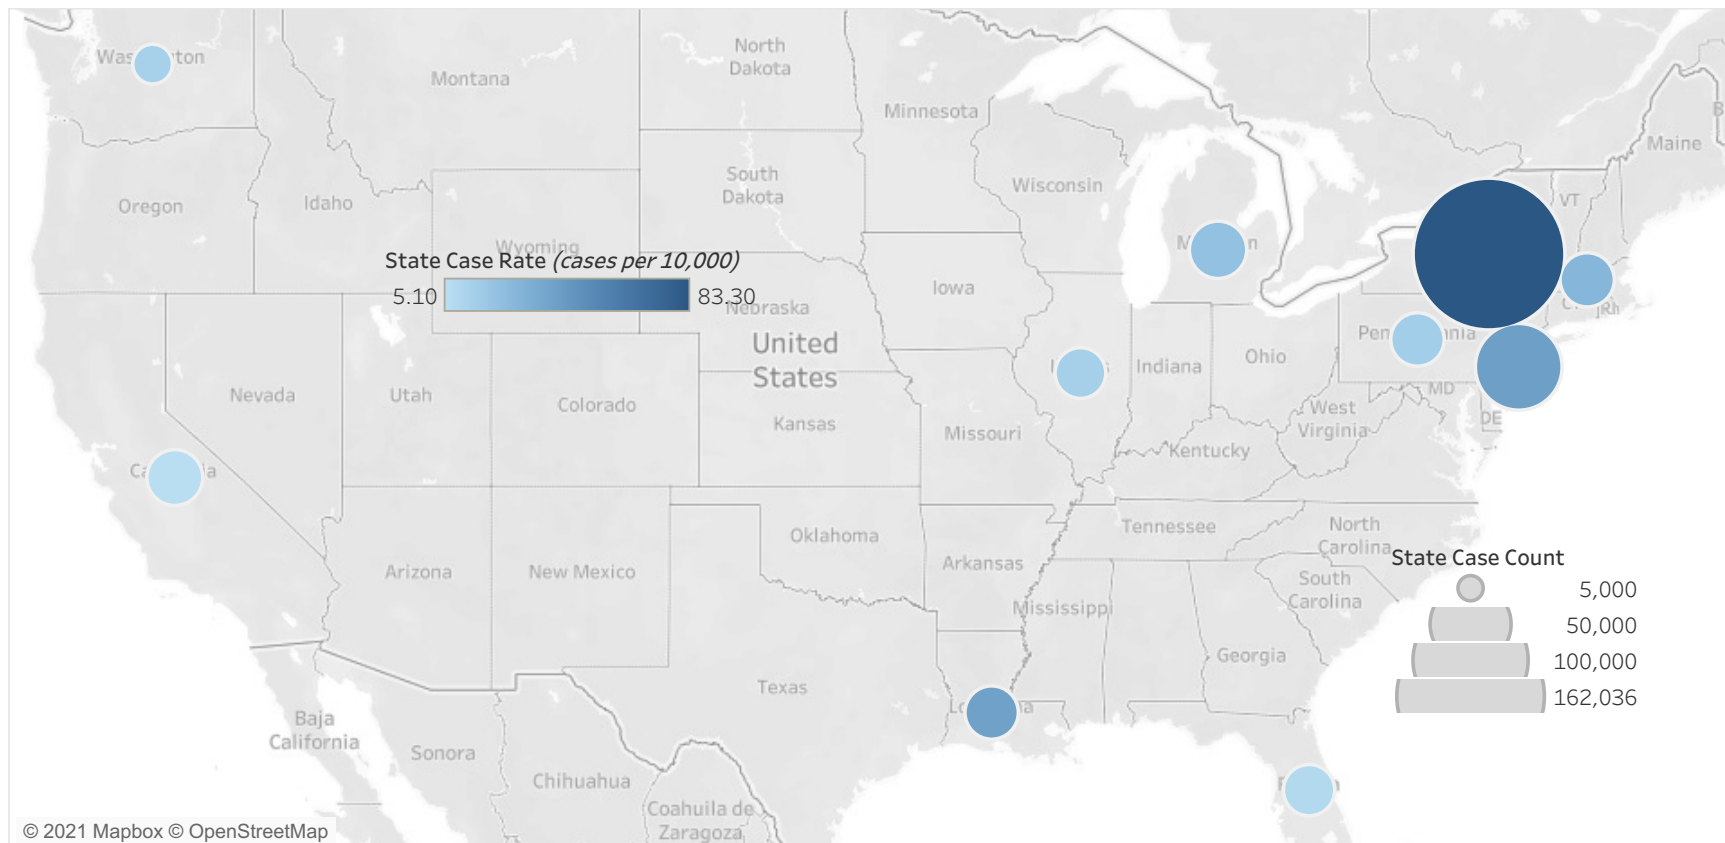 North
Dakota
Montana
Minnesota
Maine
South
Dakota
Wisconsin
VT
Oregon
Idaho
Wyoming
State Case Rate (cases per 10,000)
5.10
83.30
Iowa
Nebraska
United
States
Indiana
Ohio
Nevada
Utah
Colorado
MD
West
Virginia
DE
Kansas
Missouri
Kentucky
Oklahoma
Tennessee
North
Carolina
Arkansas
State Case Count
Arizona
New Mexico
South
Carolina
5,000
Mississippi
50,000
Georgia
100,000
Texas
162,036
Baja
California
Sonora
Chihuahua
Coahuila de
Zaragoza
© 2021 Mapbox © OpenStreetMap